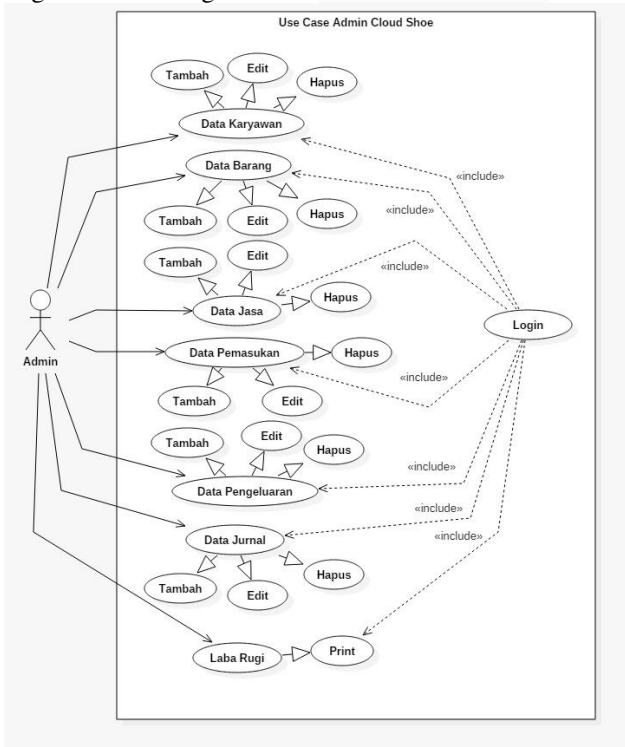 Use Case Admin Cloud Shoe
Tambah
Edit
Hapus
Data Karyawan
Data Barang
«include»
Tambah
Edit
Hapus
«include»
Tambah
Edit
«include»
Data Jasa
Hapus
Login
Admin
Data Pemasukan
Hapus
«include»
Tambah
Edit
Tambah
Edit
Hapus
«include»
Data Pengeluaran
«include»
Data Jurnal
«include»
Tambah
Edit
Hapus
Laba Rugi
Print